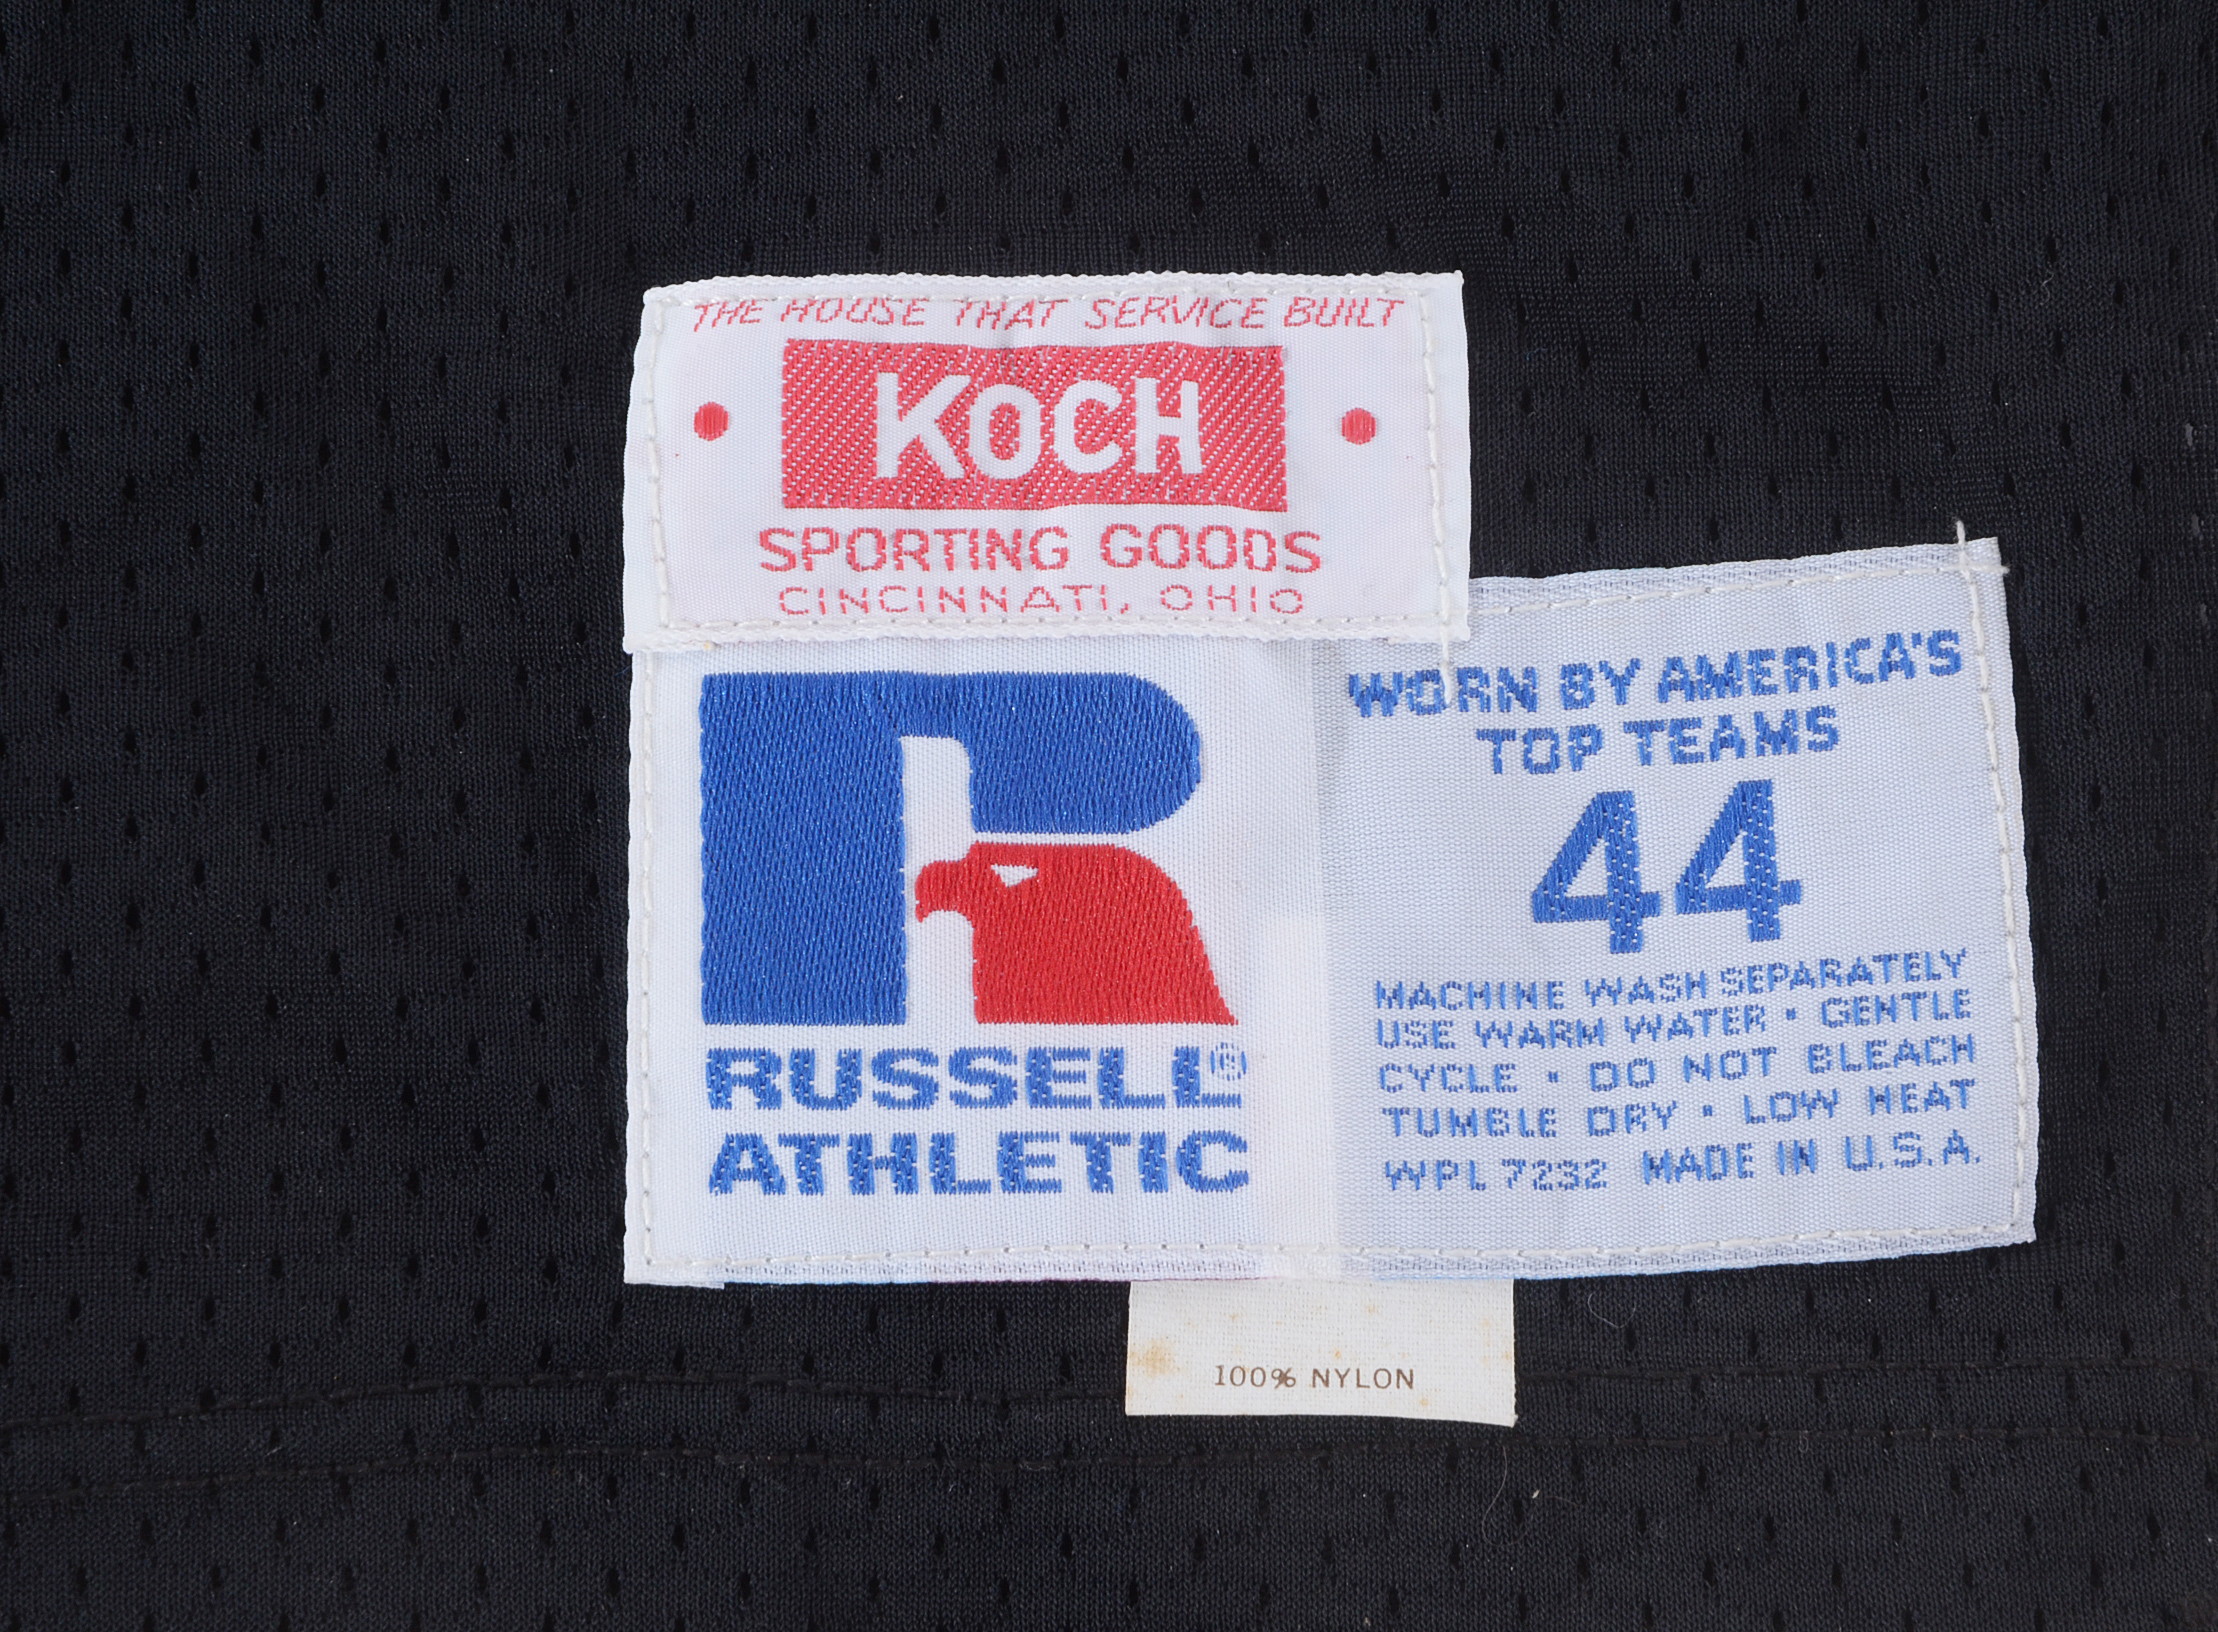 THE HOUSE THAT SERVICE BUILT
KOCH
SPORTING GOODS
CINCINNATI, OHIO
R
RUSSELL®
ATHLETIC
WORN BY AMERICA'S
TOP TEAMS
44
MACHINE WASH SEPARATELY
USE WARM WATER • GENTLE
CYCLE • DO NOT BLEACH
TUMBLE DRY • LOW HEAT
WPL 7232 MADE IN U.S.A.
100% NYLON